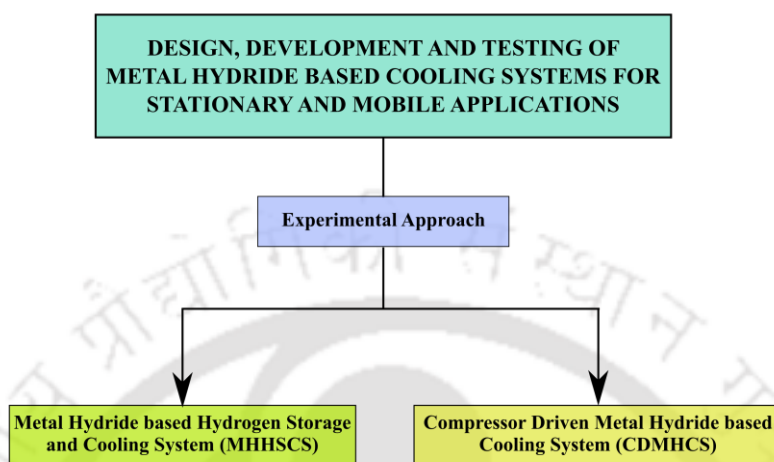 DESIGN, DEVELOPMENT AND TESTING OF
METAL HYDRIDE BASED COOLING SYSTEMS FOR
STATIONARY AND MOBILE APPLICATIONS
Experimental Approach
प्रौद्योगिकी संस्थान
Metal Hydride based Hydrogen Storage
and Cooling System (MHHSCS)
Compressor Driven Metal Hydride based
Cooling System (CDMHCS)